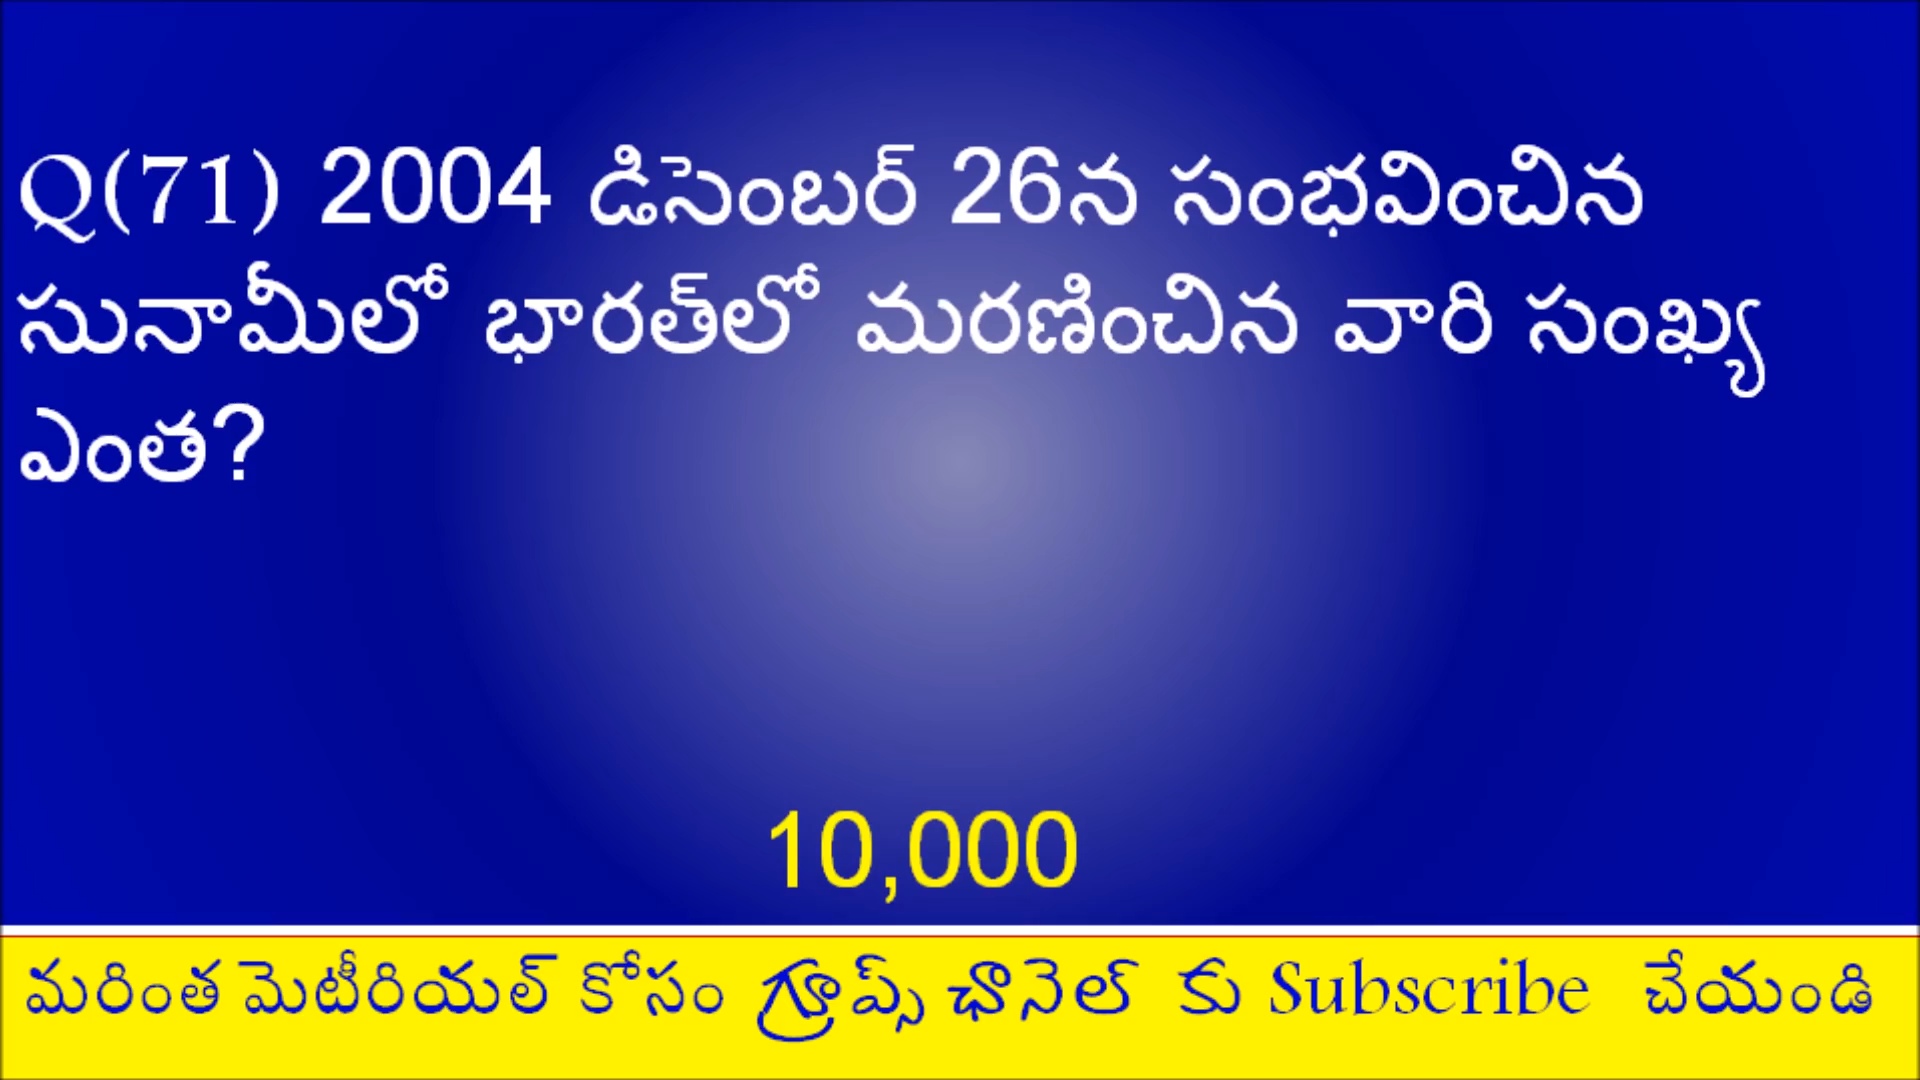 Q(71) 2004 డిసెంబర్ 26న సంభవించిన
సునామీలో భారత్‌లో మరణించిన వారి సంఖ్య
ఎంత?
10,000
మరింత మెటీరియల్ కోసం గ్రూప్స్ ఛానెల్ కు Subscribe చేయండి